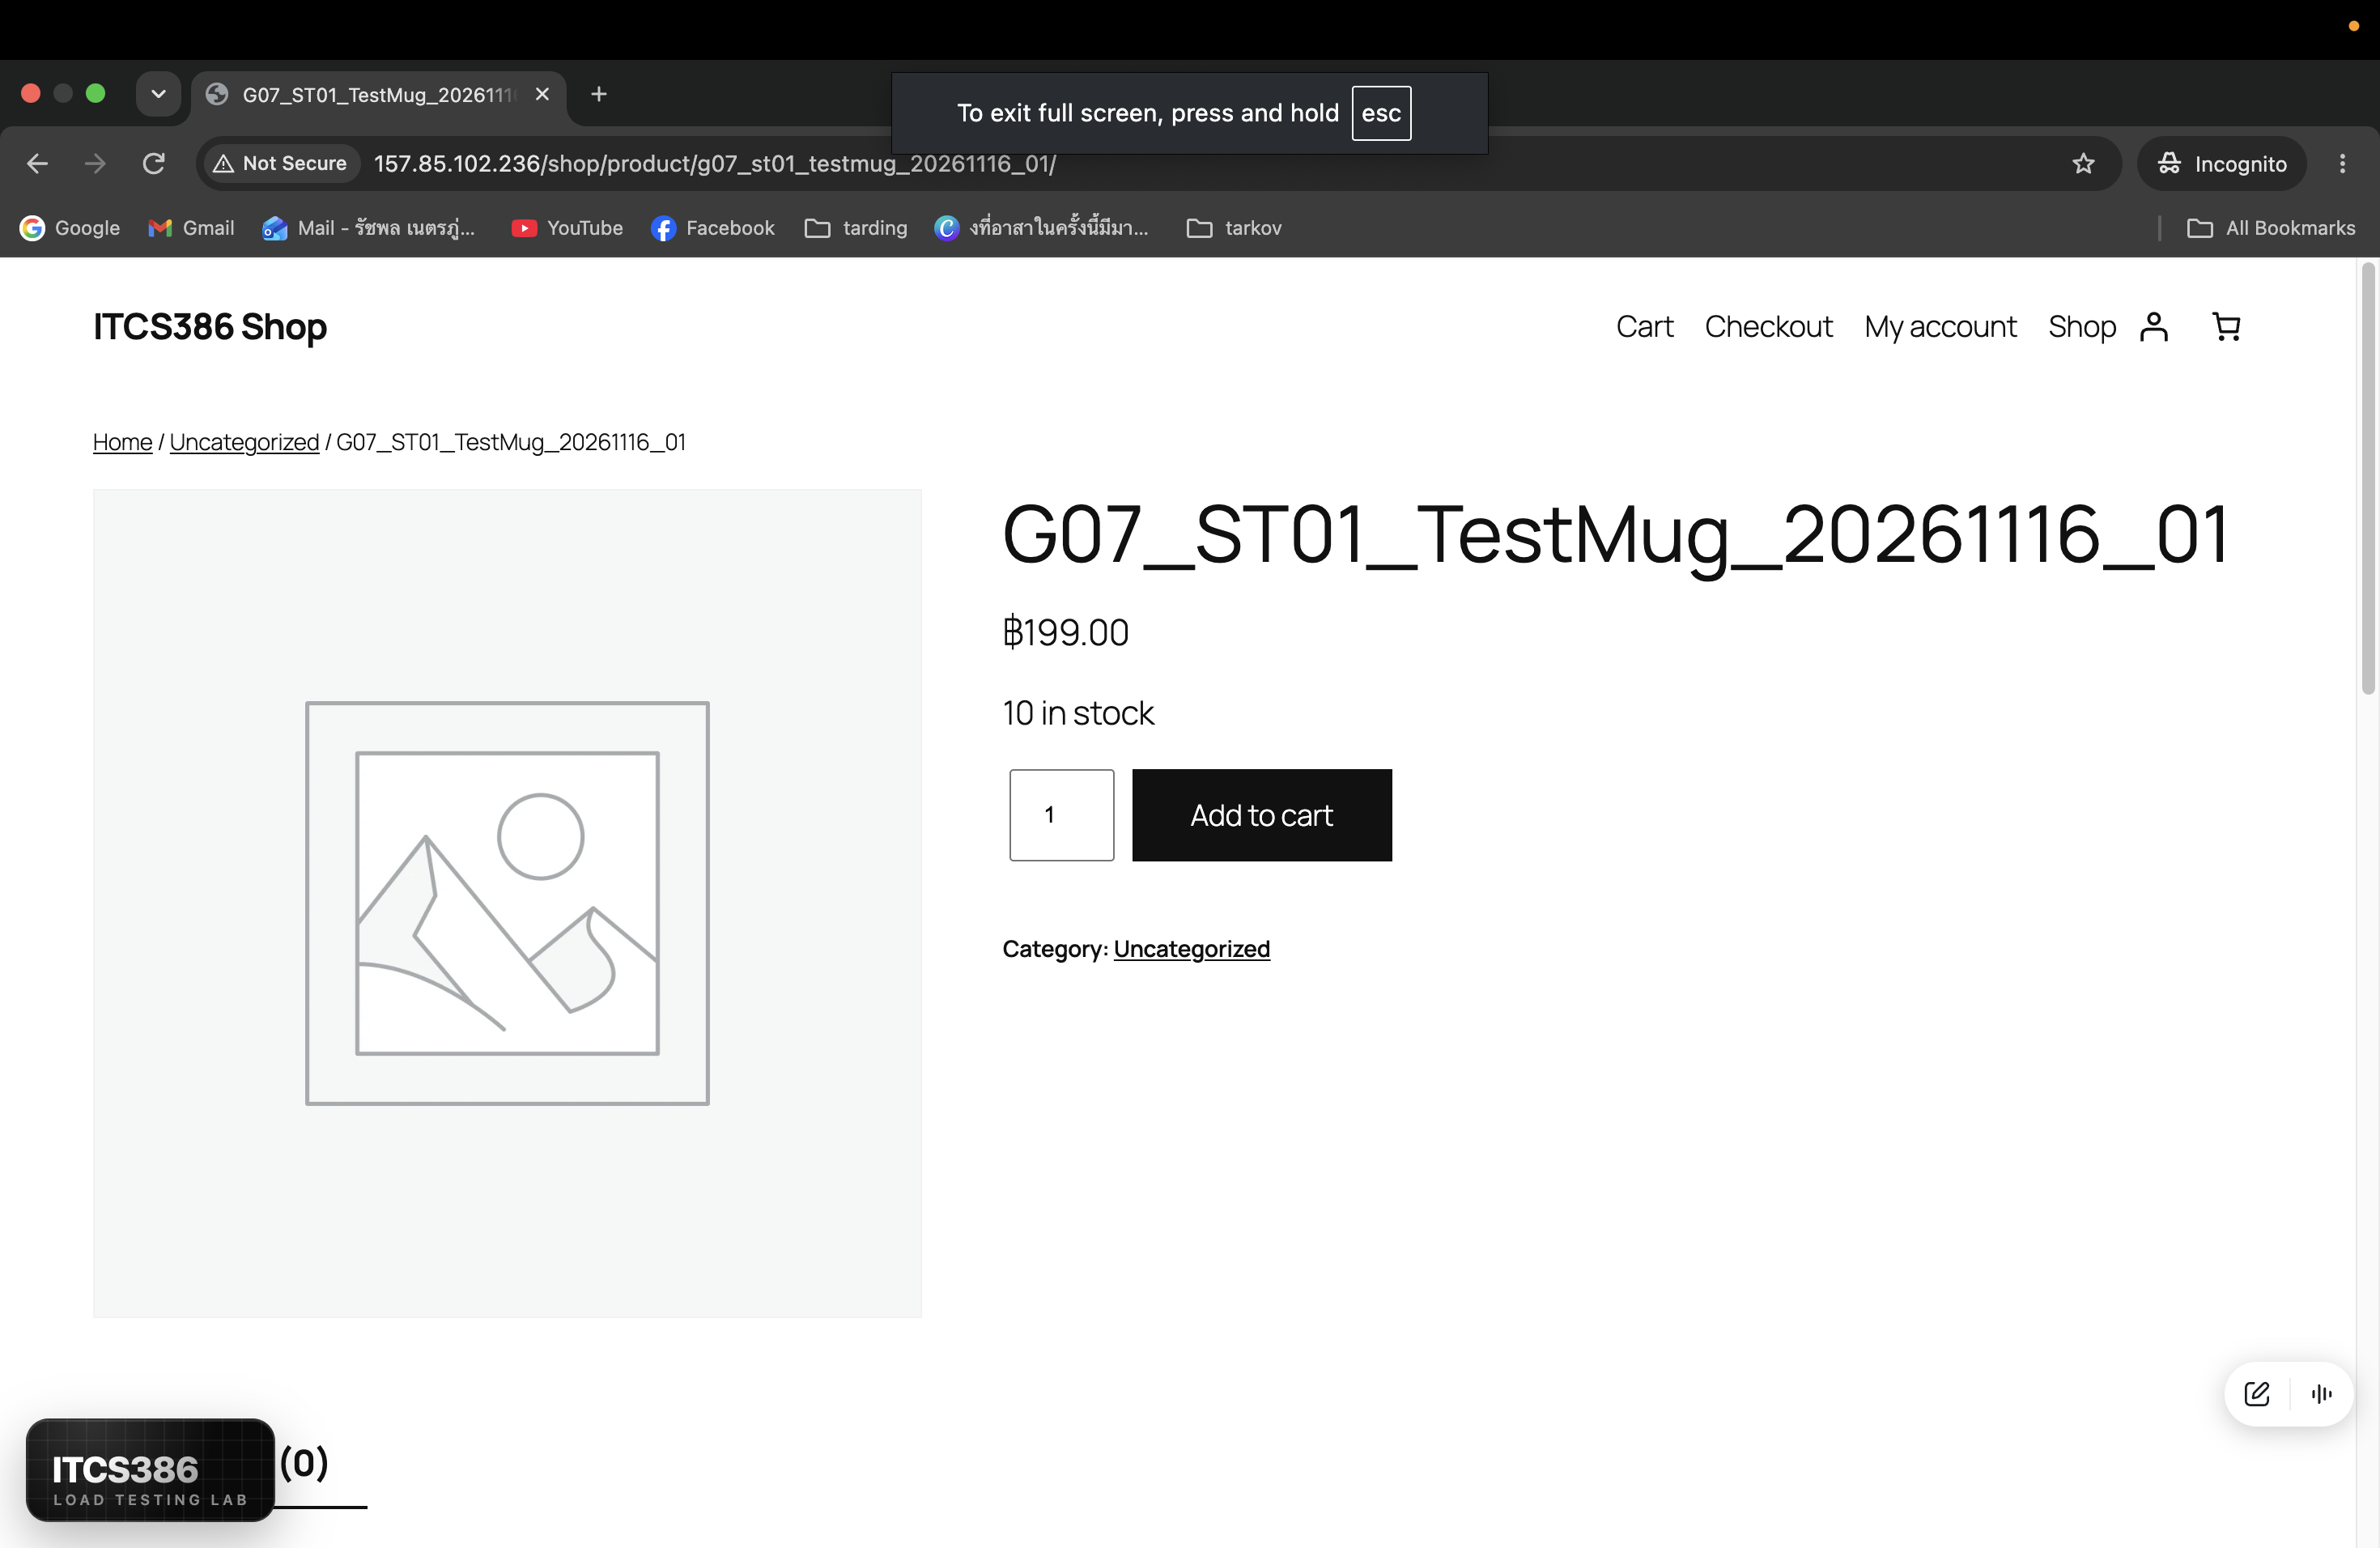 G07_ST01_TestMug_2026111
To exit full screen, press and hold esc
Not Secure 157.85.102.236/shop/product/g07_st01_testmug_20261116_01/ Incognito
Google Gmail Mail - รัชพล เนตรภู่... YouTube Facebook tarding งที่อาสาในครั้งนี้มีมา... tarkov All Bookmarks
ITCS386 Shop Cart Checkout My account Shop
Home / Uncategorized / G07_ST01_TestMug_20261116_01
G07_ST01_TestMug_20261116_01
฿199.00
10 in stock
1 Add to cart
Category: Uncategorized
(0)
ITCS386
LOAD TESTING LAB